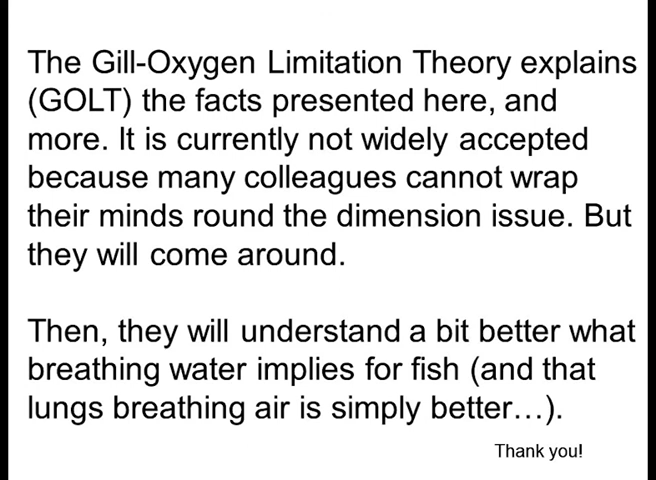 The Gill-Oxygen Limitation Theory explains
(GOLT) the facts presented here, and
more. It is currently not widely accepted
because many colleagues cannot wrap
their minds round the dimension issue. But
they will come around.
Then, they will understand a bit better what
breathing water implies for fish (and that
lungs breathing air is simply better…).
Thank you!